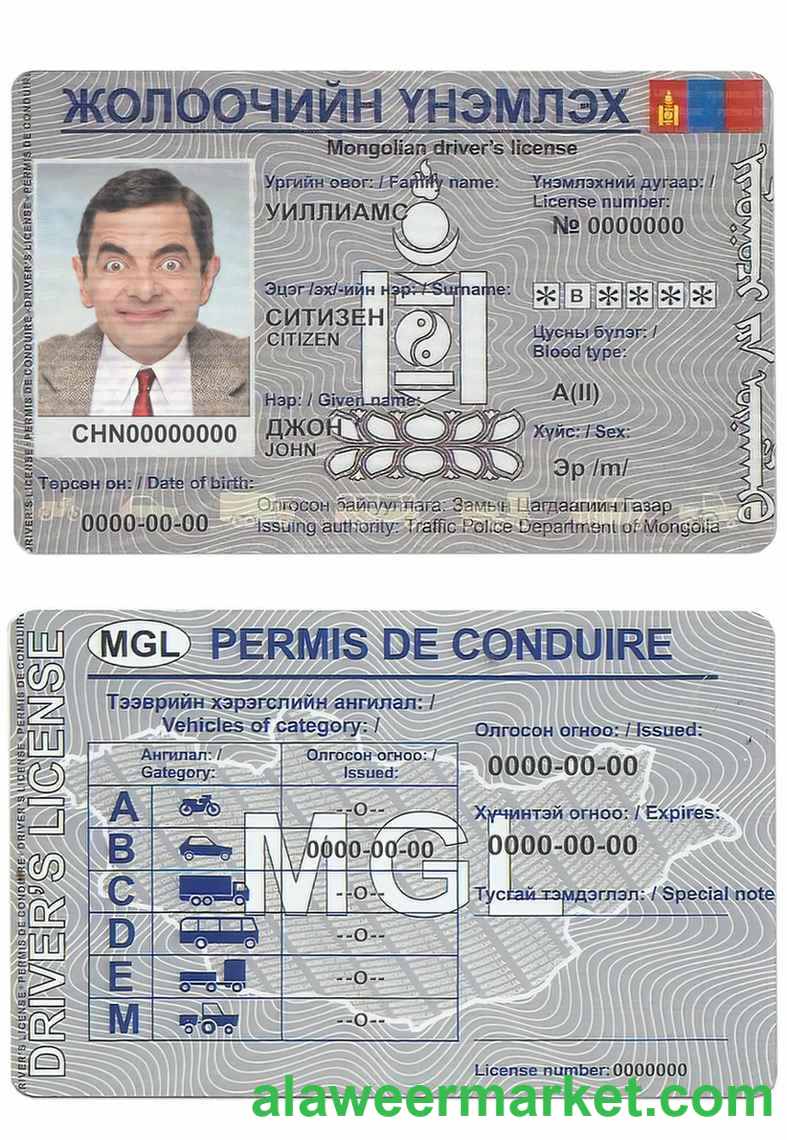 ЖОЛООЧИЙН ҮНЭМЛЭХ
Mongolian driver's license
Ургийн овог: / Family name:
УИЛЛИАМС
Үнэмлэхний дугаар: /
License number:
№ 0000000
Эцэг /эх/-ийн нэр: / Surname:
СИТИЗЕН
CITIZEN
* B * * * *
Цусны бүлэг: /
Blood type:
A(II)
Нэр: / Given name:
ДЖОН
JOHN
Хүйс: / Sex:
Эр /m/
CHN00000000
Төрсөн он: / Date of birth:
0000-00-00
Олгосон байгууллага: Замын Цагдаагийн Газар
Issuing authority: Traffic Police Department of Mongolia
DRIVER'S LICENSE · PERMIS DE CONDUIRE · DRIVER'S LICENSE · PERMIS DE CONDUIRE
MGL PERMIS DE CONDUIRE
DRIVER'S LICENSE
Тээврийн хэрэгслийн ангилал: /
Vehicles of category: /
Ангилал: /
Gategory:
Олгосон огноо: /
Issued:
A --O--
B 0000-00-00
C --O--
D --O--
E --O--
M --O--
MGL
Олгосон огноо: / Issued:
0000-00-00
Хүчинтэй огноо: / Expires:
0000-00-00
Тусгай тэмдэглэл: / Special note
License number: 0000000
alaweermarket.com